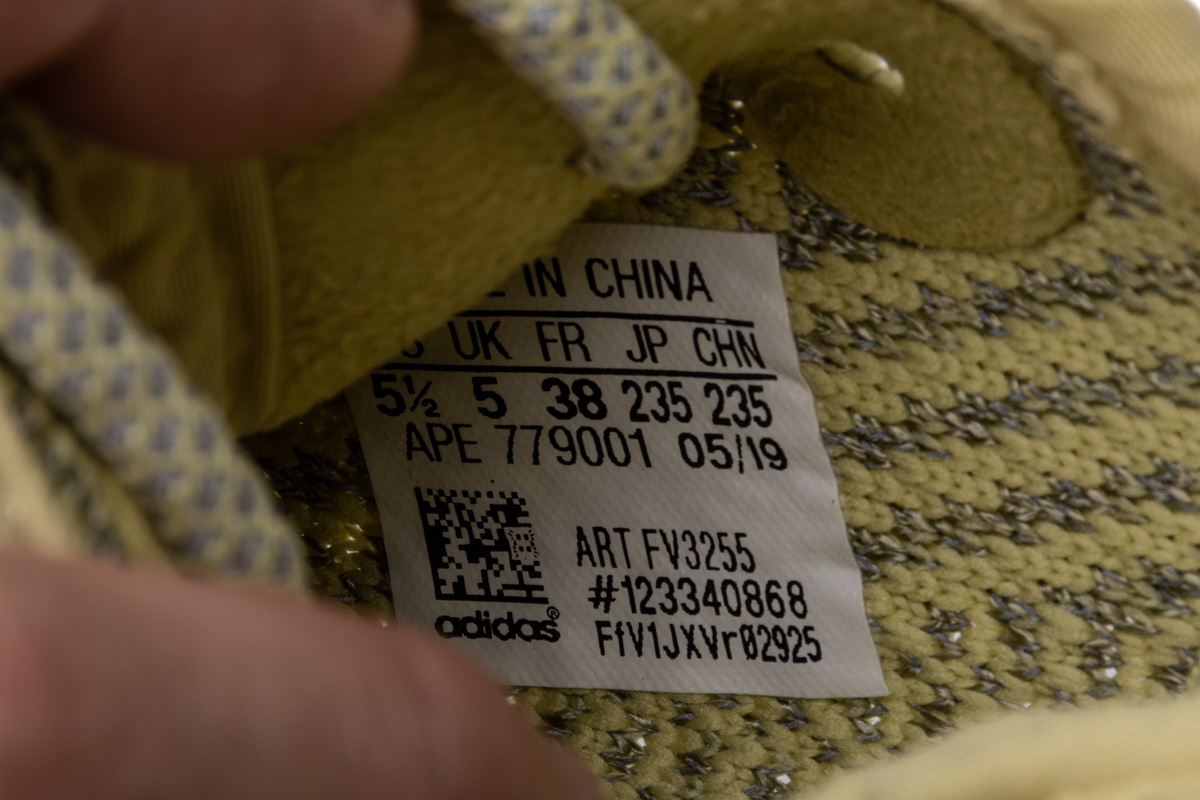 IN CHINA
UK FR JP CHN
5½ 5 38 235 235
APE 779001 05/19
ART FV3255
#123340868
adidas®
FfV1JXVr02925